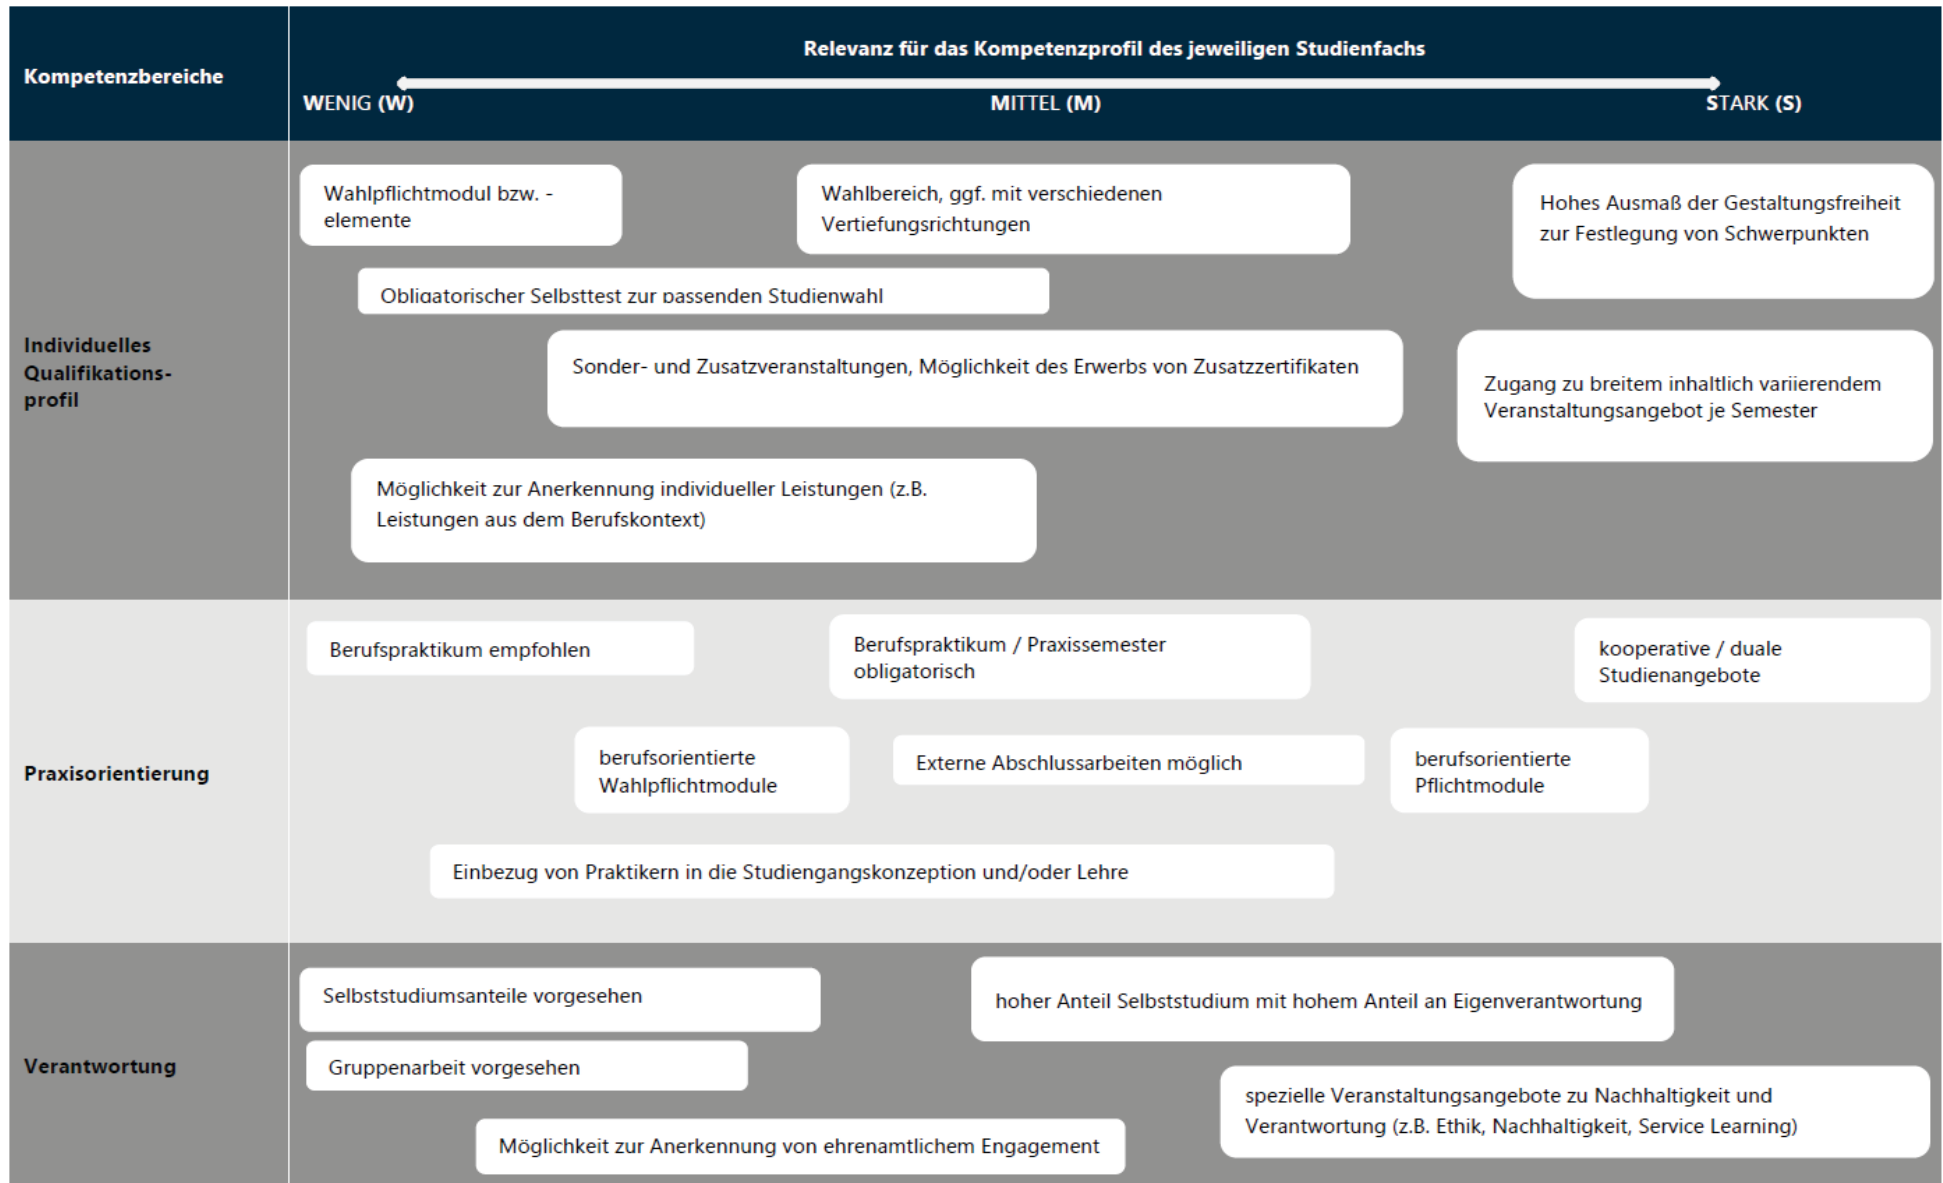 Kompetenzbereiche
Relevanz für das Kompetenzprofil des jeweiligen Studienfachs
WENIG (W)
MITTEL (M)
STARK (S)
Individuelles
Qualifikations-
profil
Wahlpflichtmodul bzw. -
elemente
Wahlbereich, ggf. mit verschiedenen
Vertiefungsrichtungen
Hohes Ausmaß der Gestaltungsfreiheit
zur Festlegung von Schwerpunkten
Obligatorischer Selbsttest zur passenden Studienwahl
Sonder- und Zusatzveranstaltungen, Möglichkeit des Erwerbs von Zusatzzertifikaten
Zugang zu breitem inhaltlich variierendem
Veranstaltungsangebot je Semester
Möglichkeit zur Anerkennung individueller Leistungen (z.B.
Leistungen aus dem Berufskontext)
Praxisorientierung
Berufspraktikum empfohlen
Berufspraktikum / Praxissemester
obligatorisch
kooperative / duale
Studienangebote
berufsorientierte
Wahlpflichtmodule
Externe Abschlussarbeiten möglich
berufsorientierte
Pflichtmodule
Einbezug von Praktikern in die Studiengangskonzeption und/oder Lehre
Verantwortung
Selbststudiumsanteile vorgesehen
hoher Anteil Selbststudium mit hohem Anteil an Eigenverantwortung
Gruppenarbeit vorgesehen
spezielle Veranstaltungsangebote zu Nachhaltigkeit und
Verantwortung (z.B. Ethik, Nachhaltigkeit, Service Learning)
Möglichkeit zur Anerkennung von ehrenamtlichem Engagement